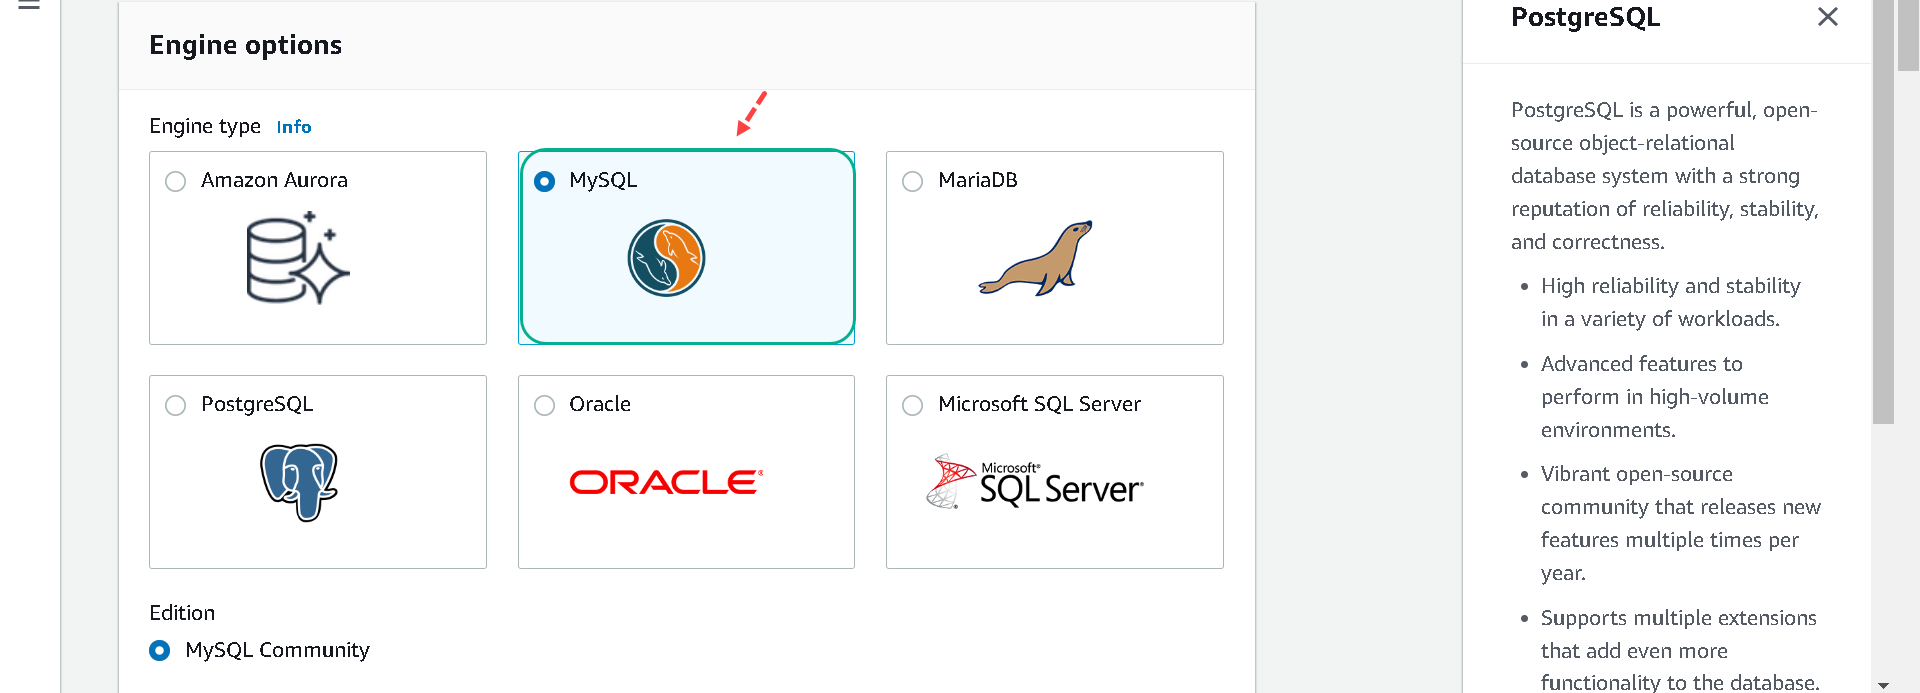 Engine options
Engine type Info
Amazon Aurora
MySQL
MariaDB
PostgreSQL
Oracle
ORACLE®
Microsoft SQL Server
Microsoft®
SQL Server®
Edition
MySQL Community
PostgreSQL
PostgreSQL is a powerful, open-
source object-relational
database system with a strong
reputation of reliability, stability,
and correctness.
• High reliability and stability
in a variety of workloads.
• Advanced features to
perform in high-volume
environments.
• Vibrant open-source
community that releases new
features multiple times per
year.
• Supports multiple extensions
that add even more
functionality to the database.